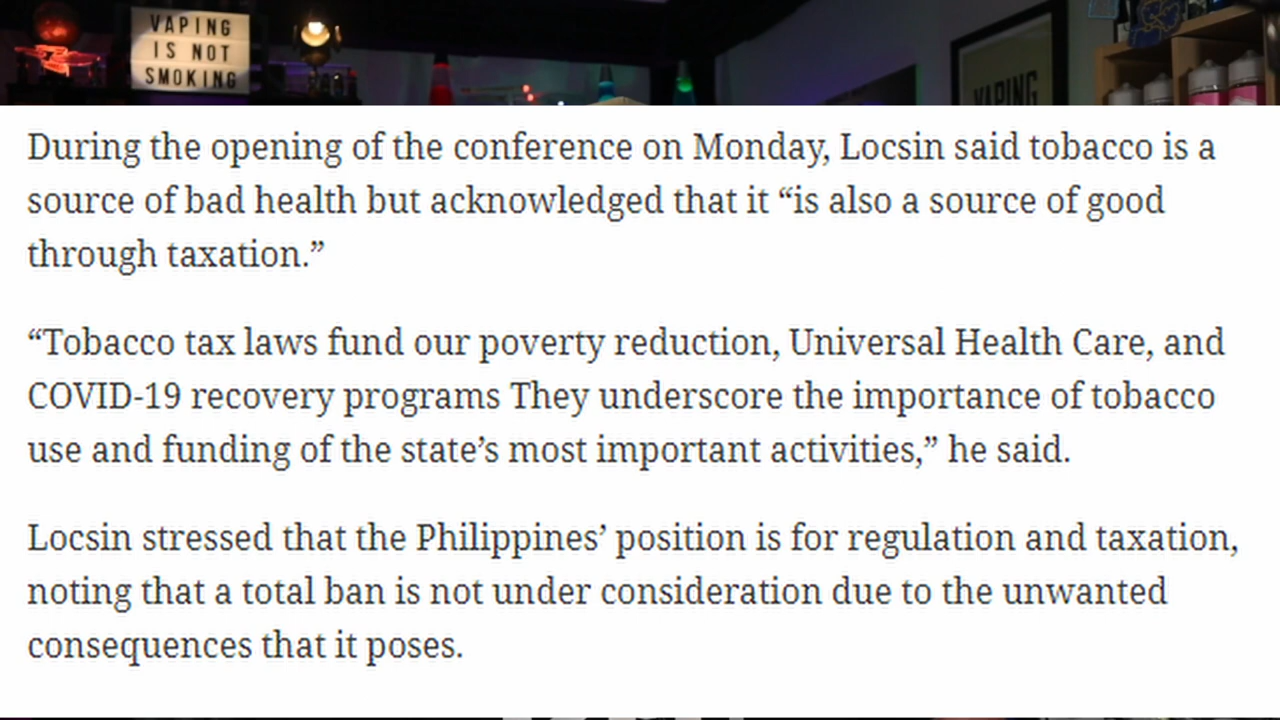 VAPING
IS NOT
SMOKING
VAPING
During the opening of the conference on Monday, Locsin said tobacco is a
source of bad health but acknowledged that it “is also a source of good
through taxation.”
“Tobacco tax laws fund our poverty reduction, Universal Health Care, and
COVID-19 recovery programs They underscore the importance of tobacco
use and funding of the state’s most important activities,” he said.
Locsin stressed that the Philippines’ position is for regulation and taxation,
noting that a total ban is not under consideration due to the unwanted
consequences that it poses.